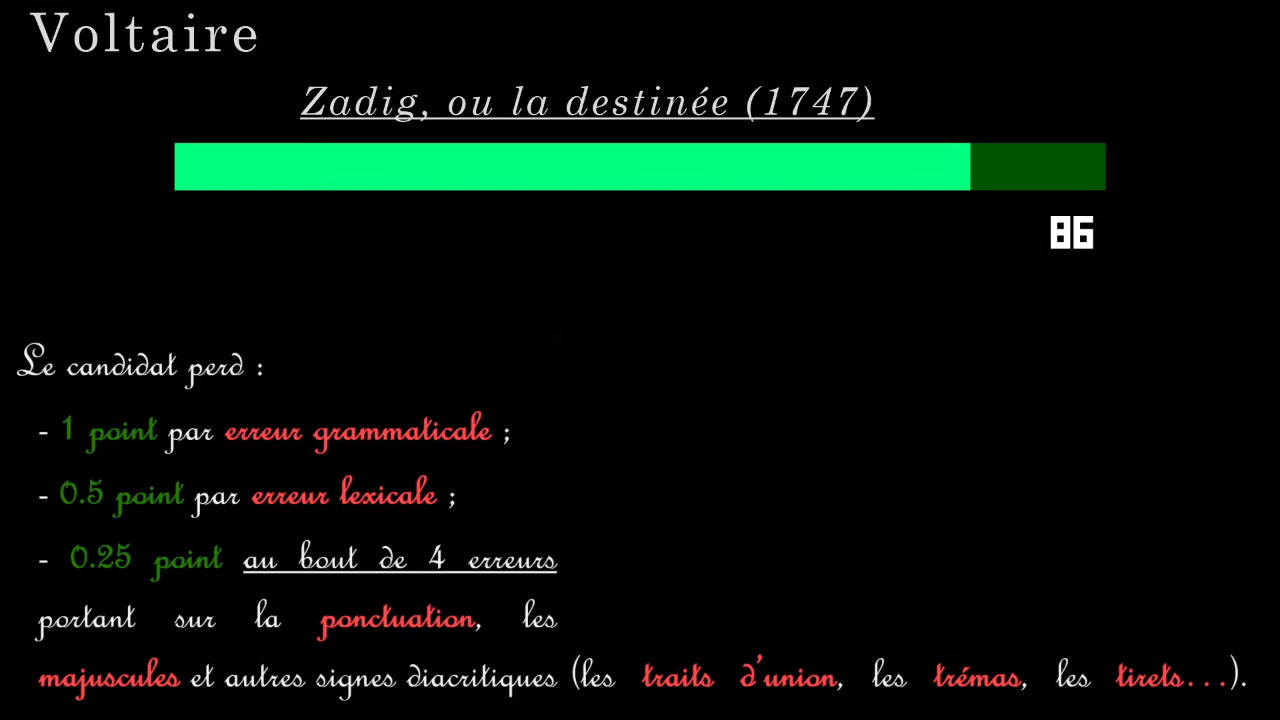 Voltaire
Zadig, ou la destinée (1747)
86
Le candidat perd :
- 1 point par erreur grammaticale ;
- 0.5 point par erreur lexicale ;
- 0.25 point au bout de 4 erreurs
portant sur la ponctuation, les
majuscules et autres signes diacritiques (les traits d'union, les trémas, les tirets...).